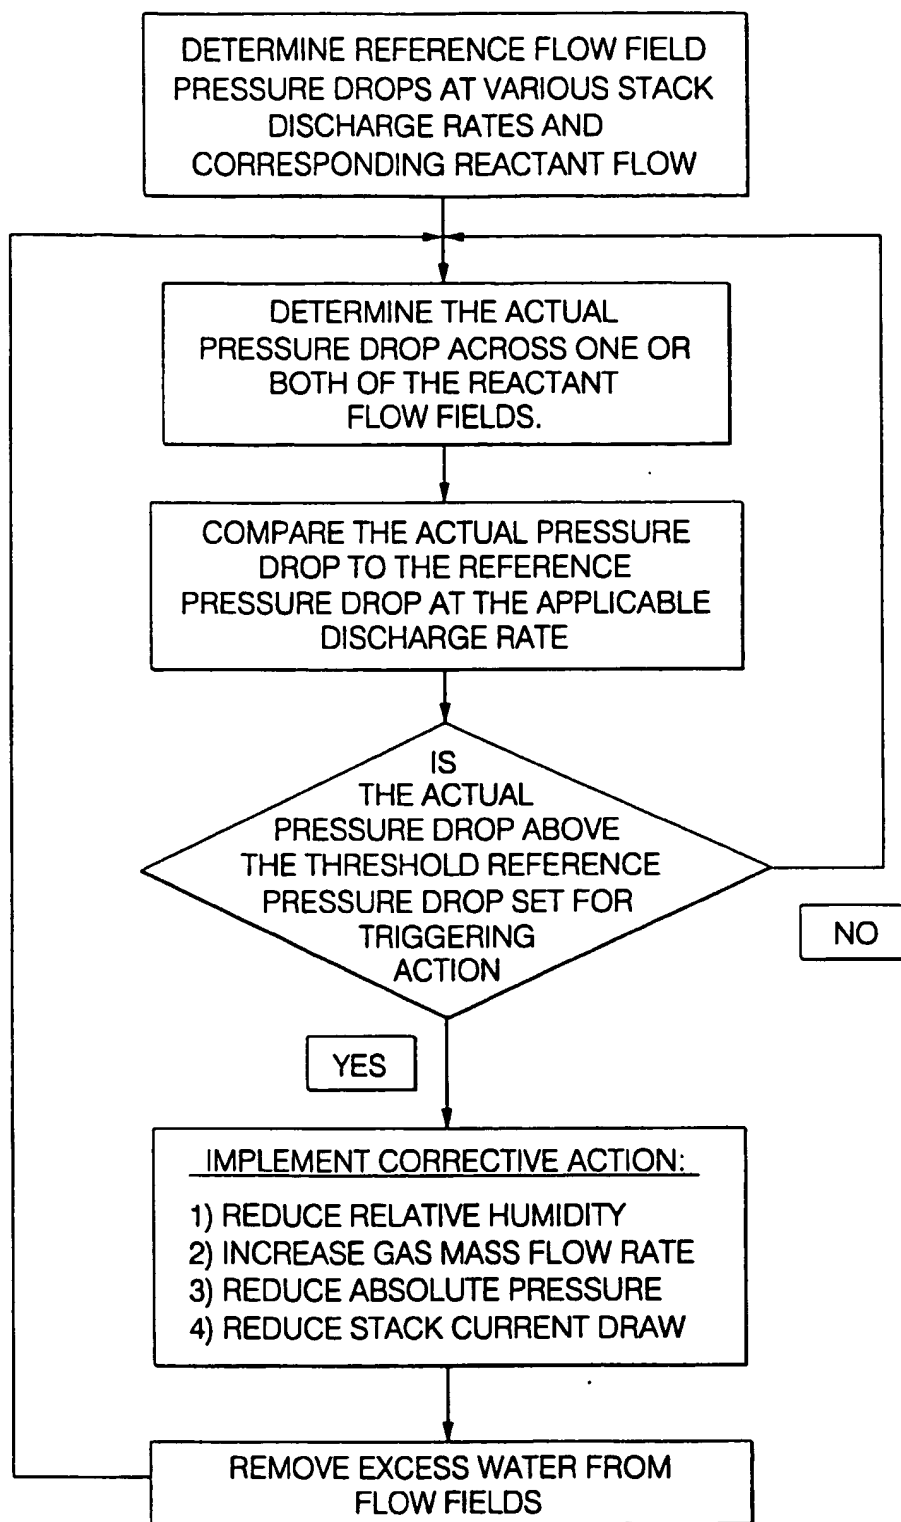 DETERMINE REFERENCE FLOW FIELD
PRESSURE DROPS AT VARIOUS STACK
DISCHARGE RATES AND
CORRESPONDING REACTANT FLOW
DETERMINE THE ACTUAL
PRESSURE DROP ACROSS ONE OR
BOTH OF THE REACTANT
FLOW FIELDS.
COMPARE THE ACTUAL PRESSURE
DROP TO THE REFERENCE
PRESSURE DROP AT THE APPLICABLE
DISCHARGE RATE
IS
THE ACTUAL
PRESSURE DROP ABOVE
THE THRESHOLD REFERENCE
PRESSURE DROP SET FOR
TRIGGERING
ACTION
NO
YES
IMPLEMENT CORRECTIVE ACTION:
1) REDUCE RELATIVE HUMIDITY
2) INCREASE GAS MASS FLOW RATE
3) REDUCE ABSOLUTE PRESSURE
4) REDUCE STACK CURRENT DRAW
REMOVE EXCESS WATER FROM
FLOW FIELDS